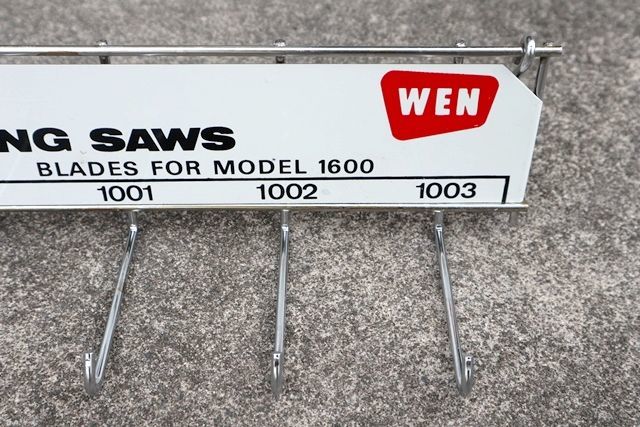 WEN
NG SAWS
BLADES FOR MODEL 1600
1001 1002 1003